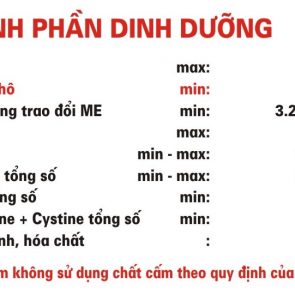 NH PHẦN DINH DƯỠNG
max:
hô min:
ng trao đổi ME min: 3.2
max:
min - max:
tổng số min - max:
ng số min:
ne + Cystine tổng số min:
nh, hóa chất :
m không sử dụng chất cấm theo quy định của